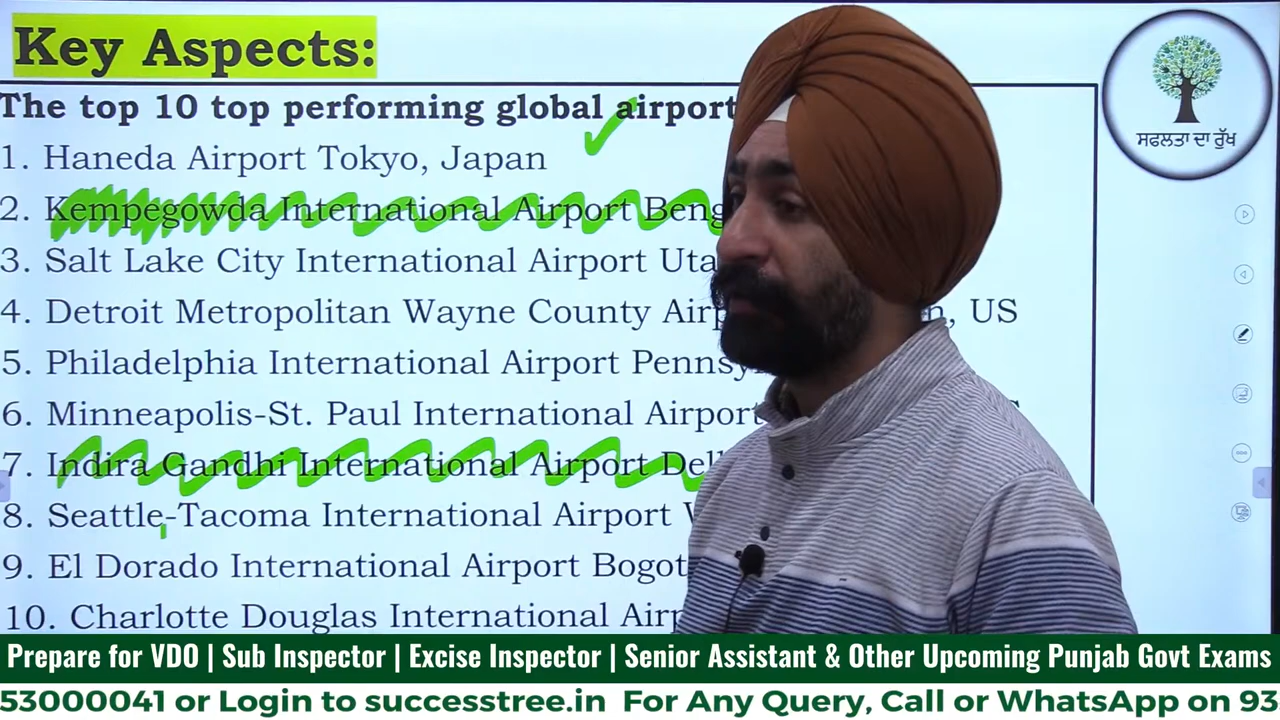 Key Aspects:
The top 10 top performing global airport
1. Haneda Airport Tokyo, Japan
2. Kempegowda International Airport Beng
3. Salt Lake City International Airport Uta
4. Detroit Metropolitan Wayne County Airp n, US
5. Philadelphia International Airport Pennsy
6. Minneapolis-St. Paul International Airport
7. Indira Gandhi International Airport Del
8. Seattle-Tacoma International Airport
9. El Dorado International Airport Bogot
10. Charlotte Douglas International Airp
ਸਫਲਤਾ ਦਾ ਰੁੱਖ
Prepare for VDO | Sub Inspector | Excise Inspector | Senior Assistant & Other Upcoming Punjab Govt Exams
53000041 or Login to successtree.in For Any Query, Call or WhatsApp on 93